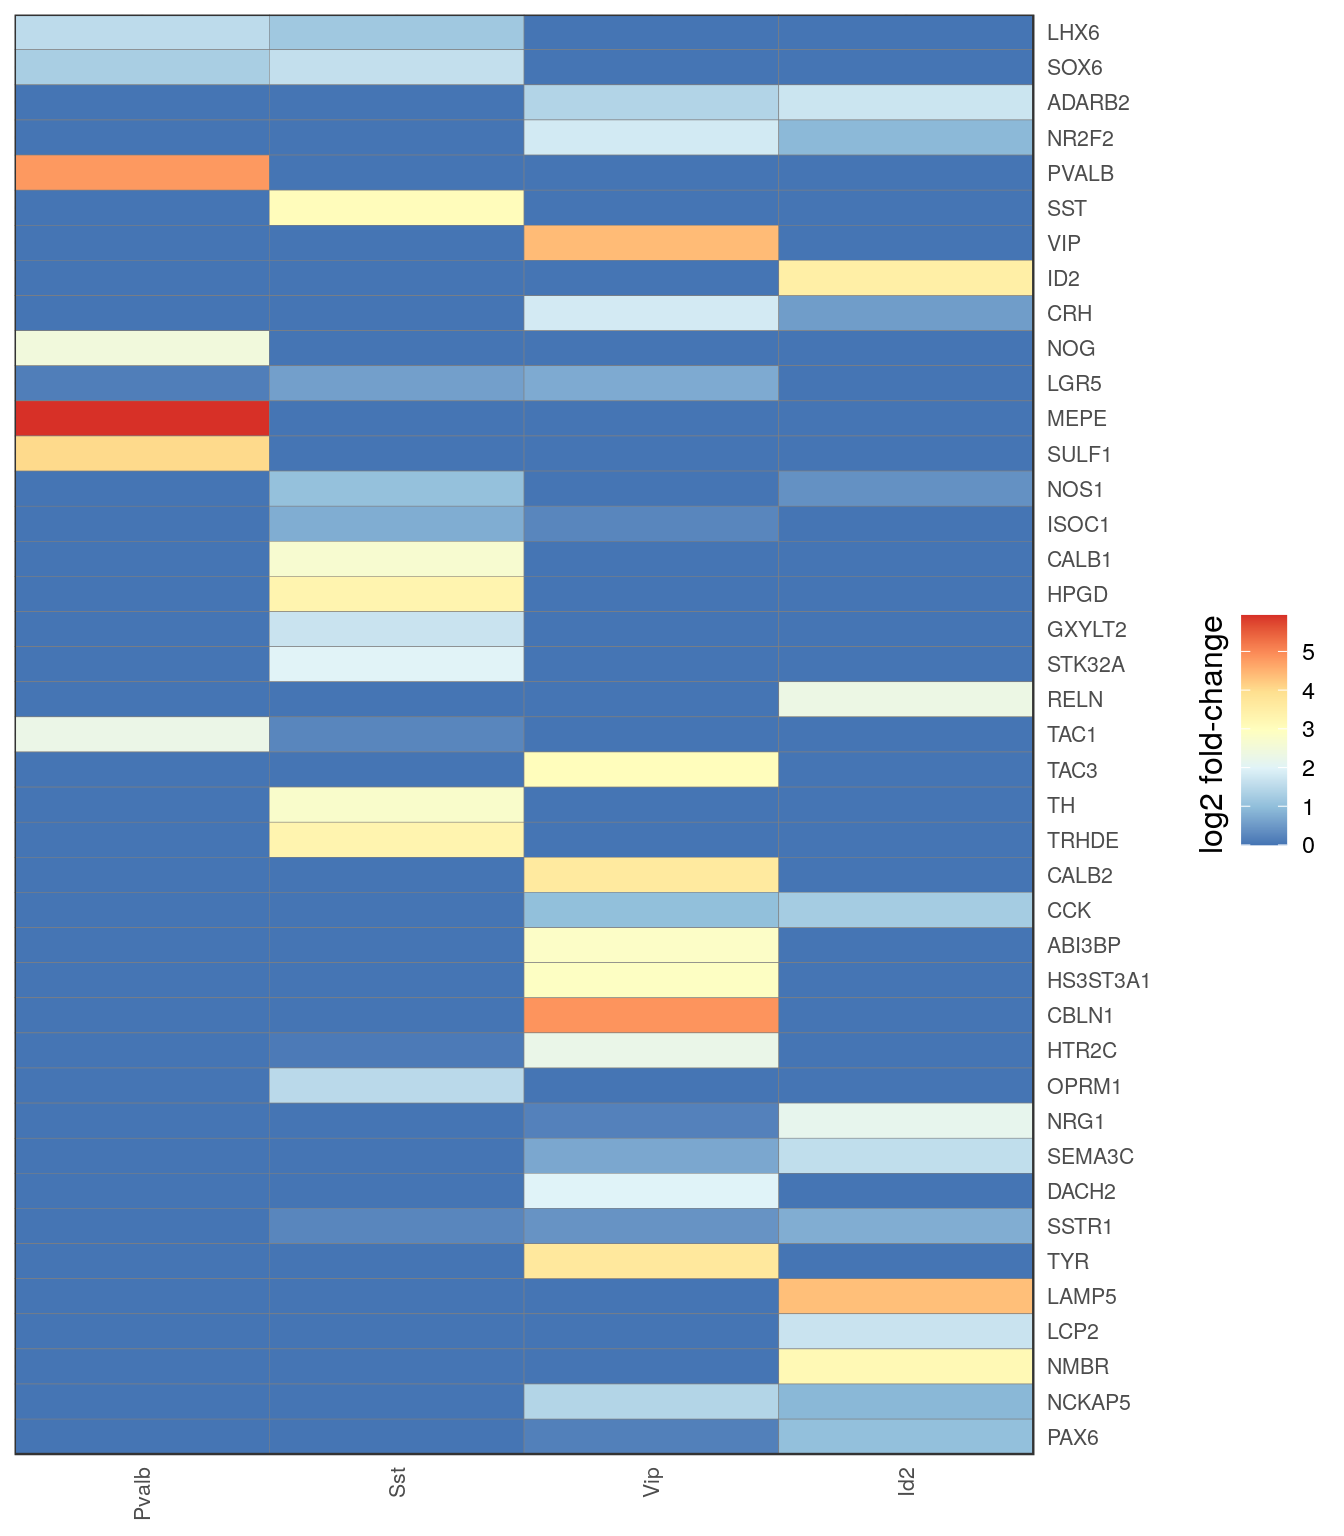 LHX6
SOX6
ADARB2
NR2F2
PVALB
SST
VIP
ID2
CRH
NOG
LGR5
MEPE
SULF1
NOS1
ISOC1
CALB1
HPGD
GXYLT2
STK32A
RELN
TAC1
TAC3
TH
TRHDE
CALB2
CCK
ABI3BP
HS3ST3A1
CBLN1
HTR2C
OPRM1
NRG1
SEMA3C
DACH2
SSTR1
TYR
LAMP5
LCP2
NMBR
NCKAP5
PAX6
Pvalb
Sst
Vip
Id2
log2 fold-change
5
4
3
2
1
0